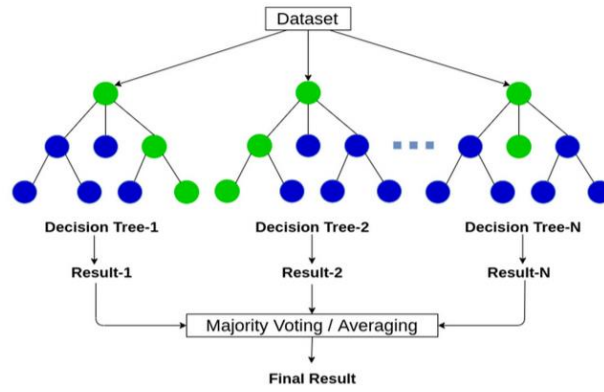 Dataset
Decision Tree-1
Decision Tree-2
Decision Tree-N
Result-1
Result-2
Result-N
Majority Voting / Averaging
Final Result